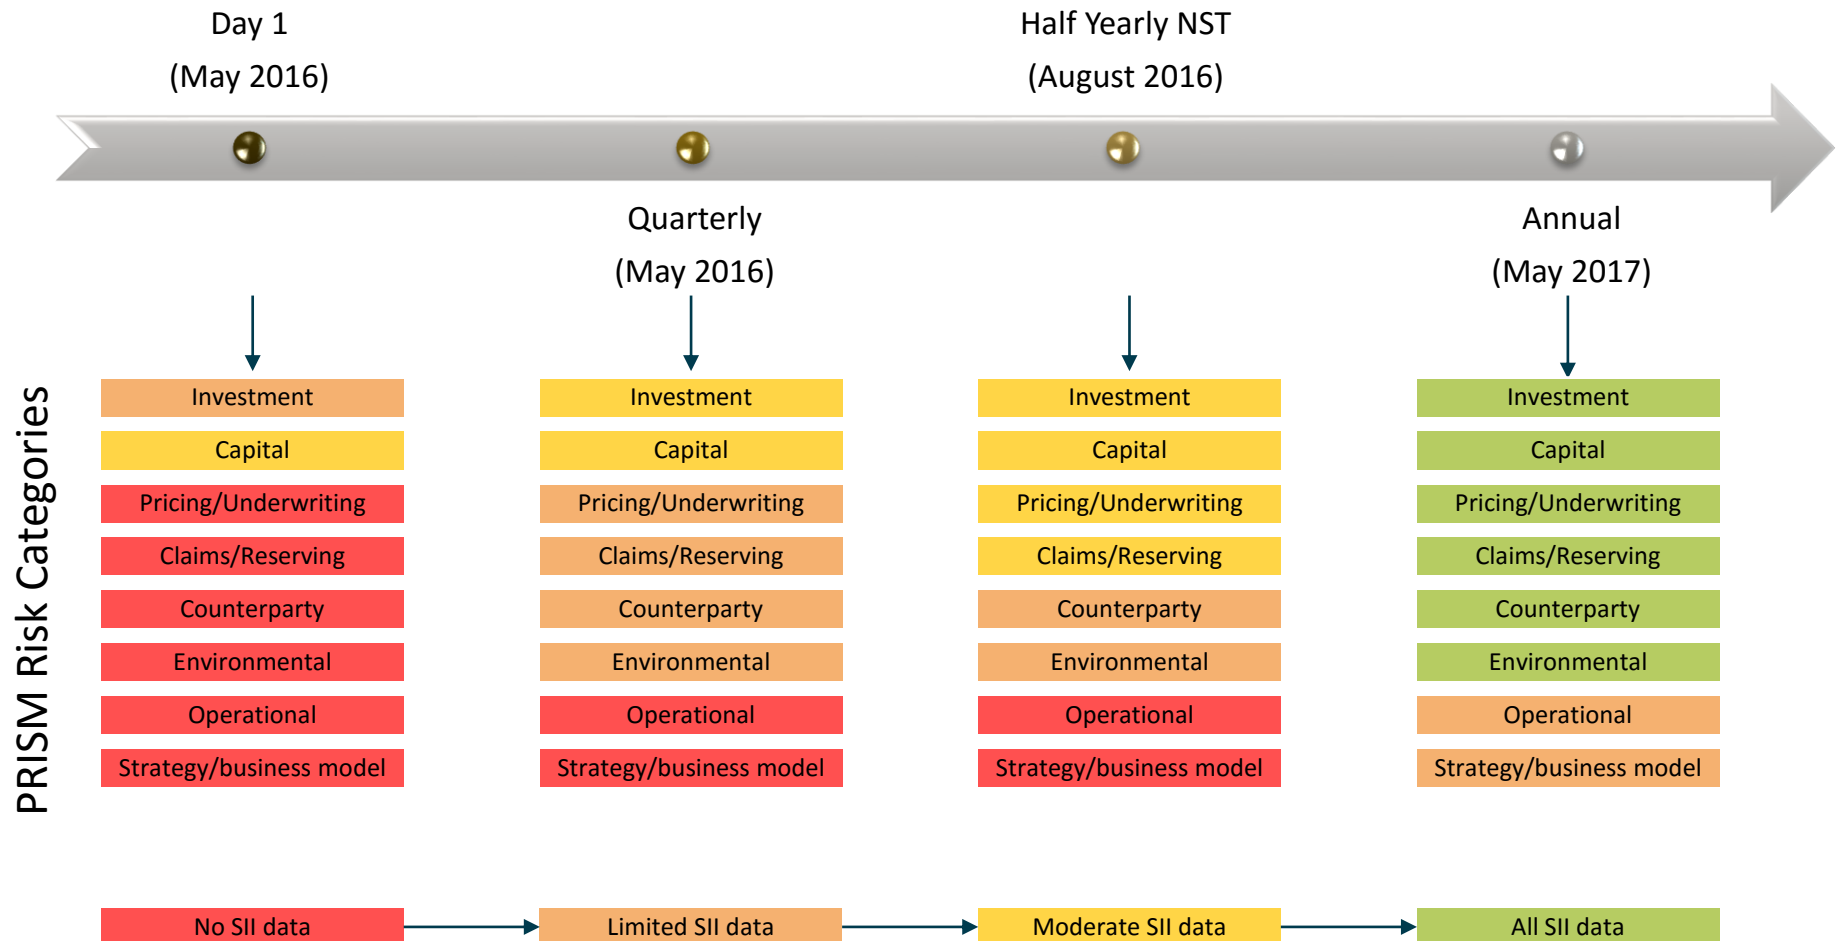 Day 1
(May 2016)
Half Yearly NST
(August 2016)
Quarterly
(May 2016)
Annual
(May 2017)
PRISM Risk Categories
Investment
Capital
Pricing/Underwriting
Claims/Reserving
Counterparty
Environmental
Operational
Strategy/business model
Investment
Capital
Pricing/Underwriting
Claims/Reserving
Counterparty
Environmental
Operational
Strategy/business model
Investment
Capital
Pricing/Underwriting
Claims/Reserving
Counterparty
Environmental
Operational
Strategy/business model
Investment
Capital
Pricing/Underwriting
Claims/Reserving
Counterparty
Environmental
Operational
Strategy/business model
No SII data
Limited SII data
Moderate SII data
All SII data